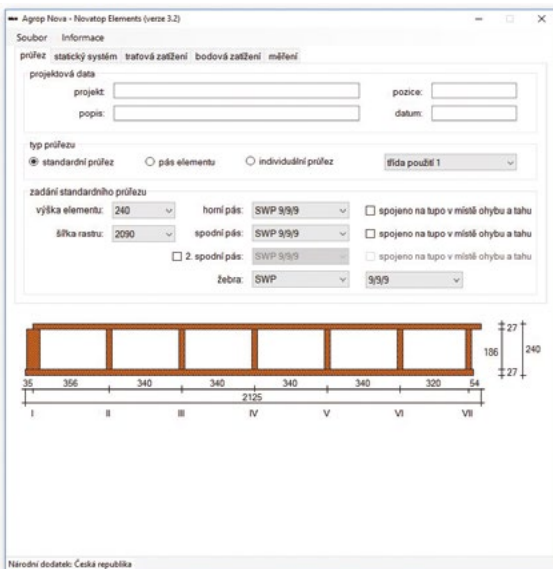 Agrop Nova - Novatop Elements (verze 3.2)
Soubor Informace
průřez statický systém traťová zatížení bodová zatížení měření
projektová data
projekt: pozice:
popis: datum:
typ průřezu
standardní průřez pás elementu individuální průřez třída použití 1
zadání standardního průřezu
výška elementu: 240 horní pás: SWP 9/9/9 spojeno na tupo v místě ohybu a tahu
šířka rastru: 2090 spodní pás: SWP 9/9/9 spojeno na tupo v místě ohybu a tahu
2. spodní pás: SWP 9/9/9 spojeno na tupo v místě ohybu a tahu
žebra: SWP 9/9/9
27
186 240
27
35 356 340 340 340 340 320 54
2125
I II III IV V VI VII
Národní dodatek: Česká republika